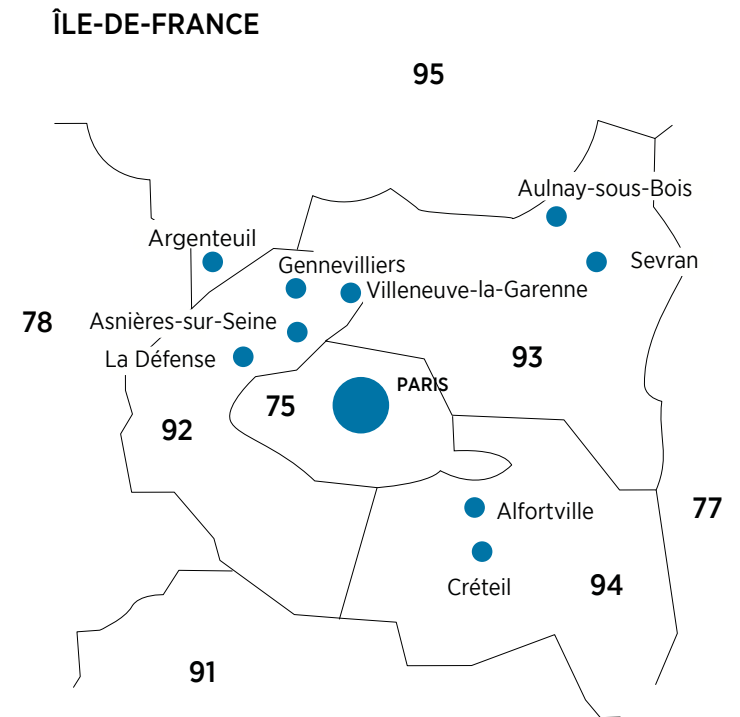 ÎLE-DE-FRANCE
95
Aulnay-sous-Bois
Argenteuil
Sevran
Gennevilliers
Villeneuve-la-Garenne
78
Asnières-sur-Seine
La Défense
93
PARIS
75
92
77
Alfortville
Créteil
94
91